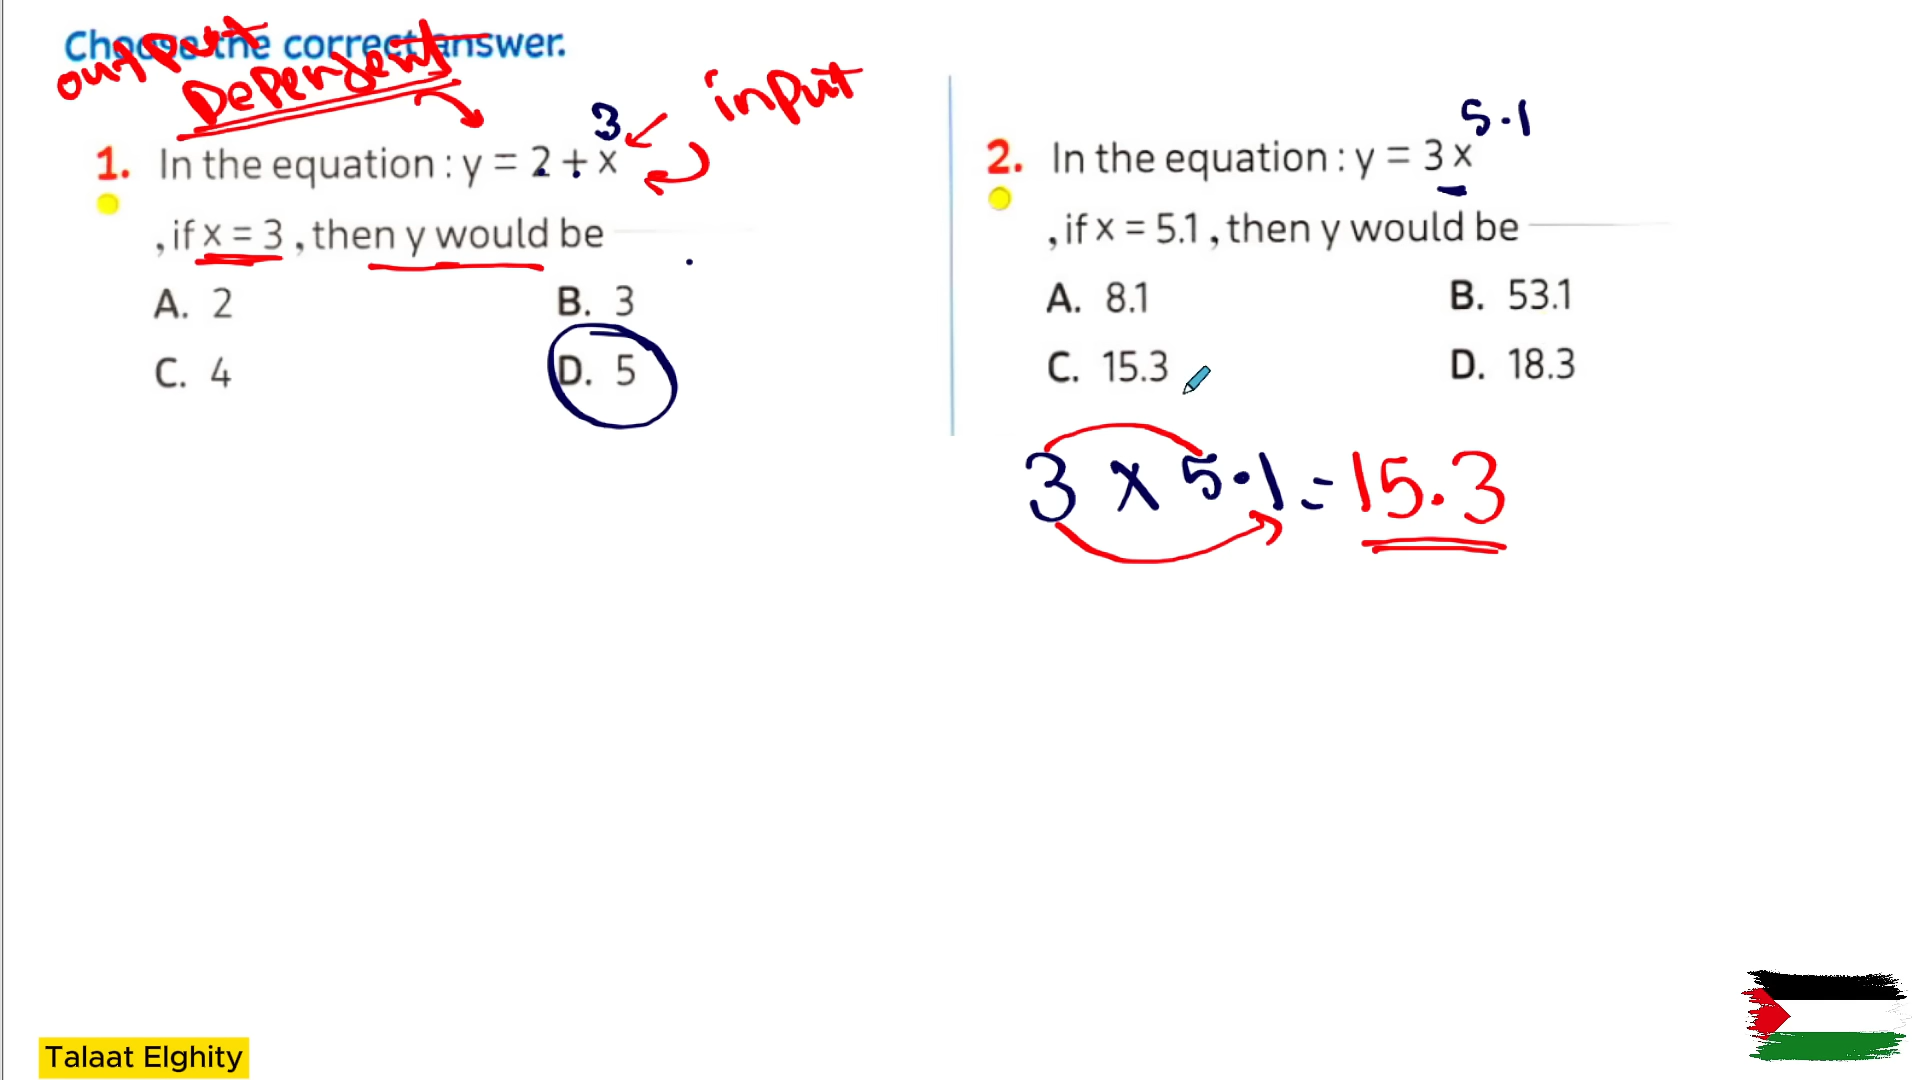 Choose the correct answer.
output
Dependent
input
3
1. In the equation : y = 2 + x
, if x = 3 , then y would be
A. 2
B. 3
C. 4
D. 5
5.1
2. In the equation : y = 3 x
, if x = 5.1 , then y would be
A. 8.1
B. 53.1
C. 15.3
D. 18.3
3 × 5.1 = 15.3
Talaat Elghity